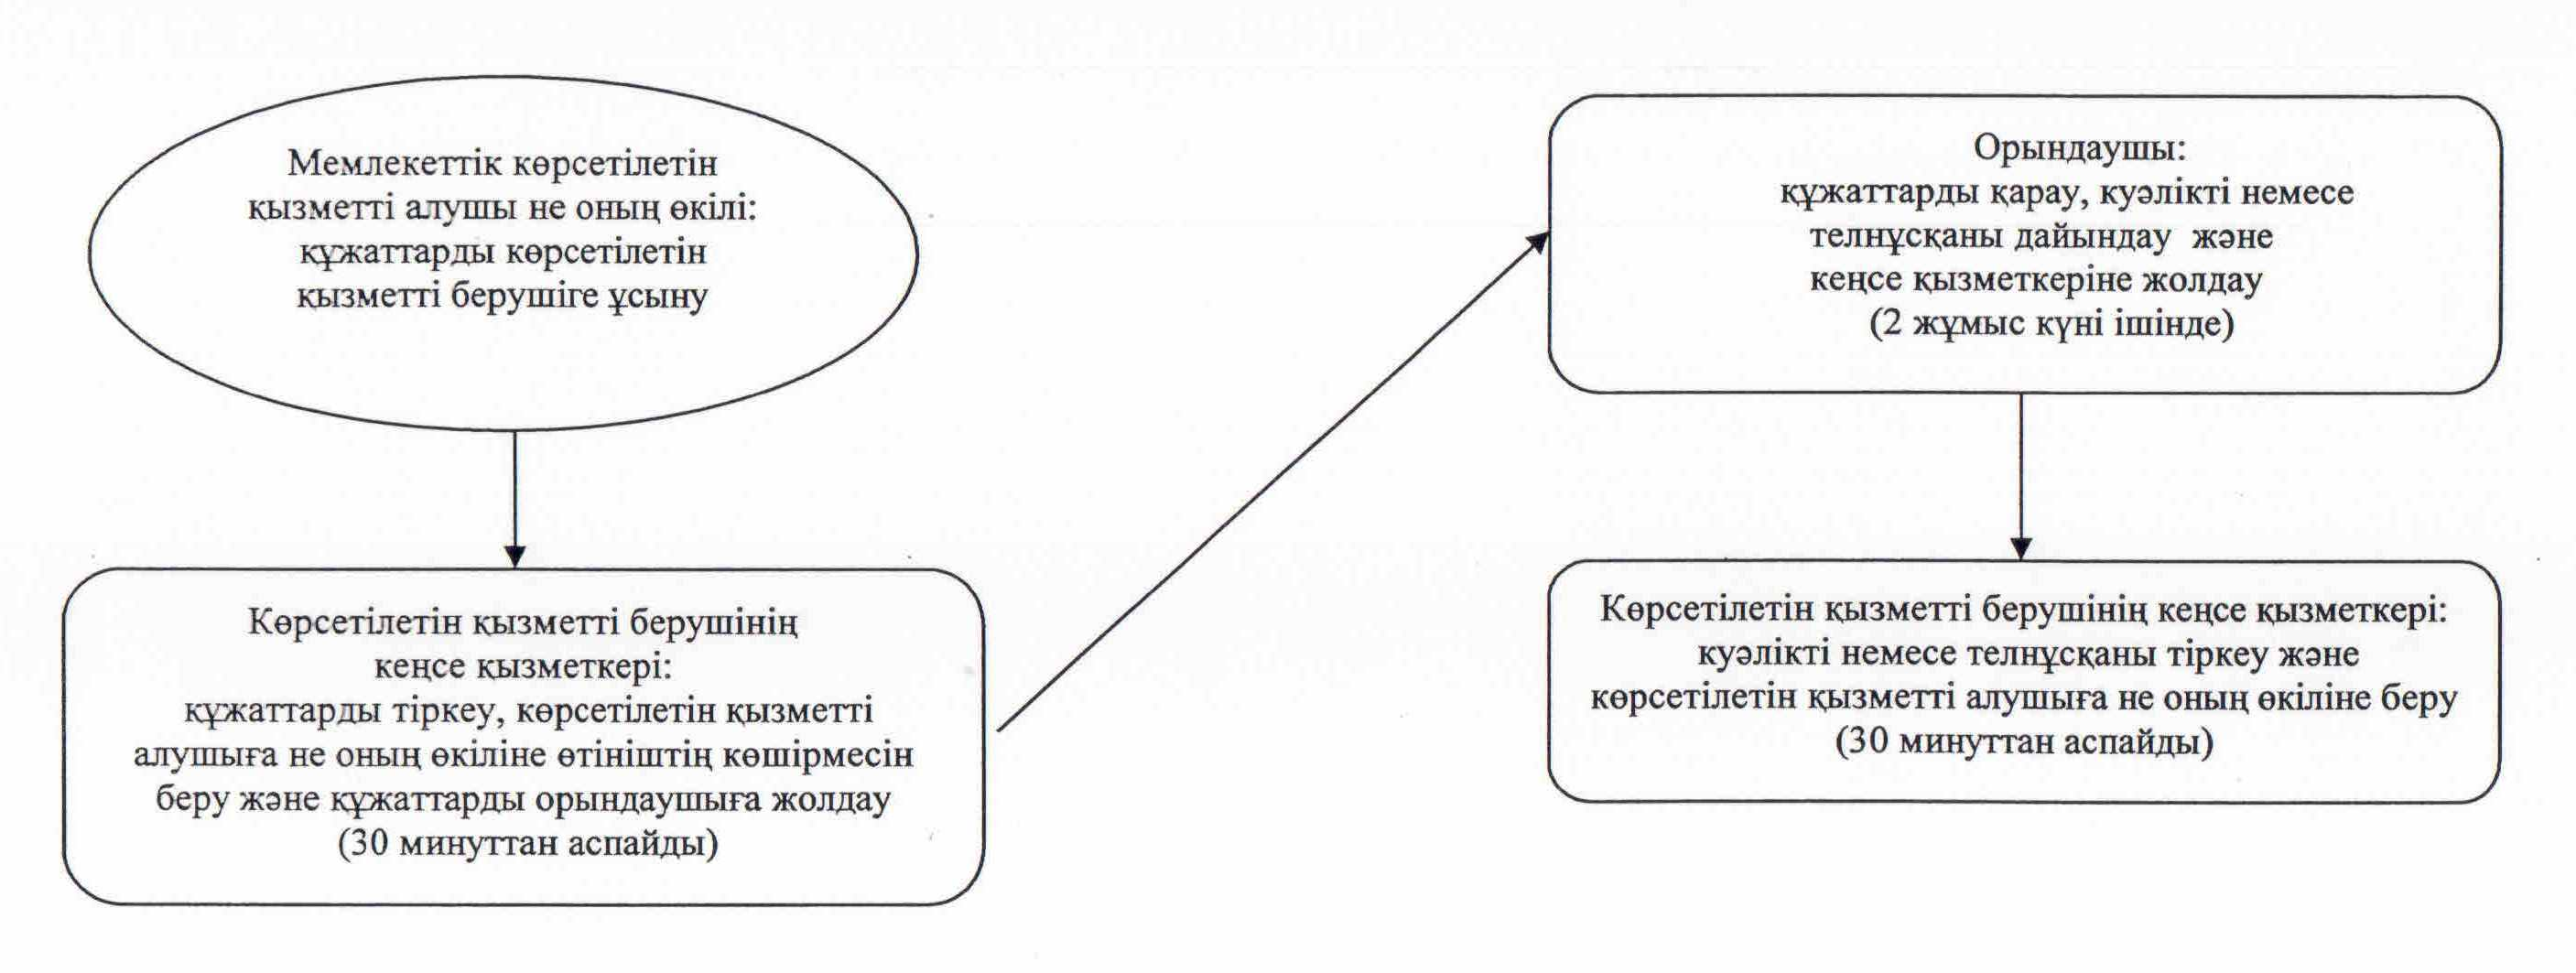 Мемлекеттік көрсетілетін
қызметті алушы не оның өкілі:
құжаттарды көрсетілетін
қызметті берушіге ұсыну
Көрсетілетін қызметті берушінің
кеңсе қызметкері:
құжаттарды тіркеу, көрсетілетін қызметті
алушыға не оның өкіліне өтініштің көшірмесін
беру және құжаттарды орындаушыға жолдау
(30 минуттан аспайды)
Орындаушы:
құжаттарды қарау, куәлікті немесе
телнұсқаны дайындау және
кеңсе қызметкеріне жолдау
(2 жұмыс күні ішінде)
Көрсетілетін қызметті берушінің кеңсе қызметкері:
куәлікті немесе телнұсқаны тіркеу және
көрсетілетін қызметті алушыға не оның өкіліне беру
(30 минуттан аспайды)